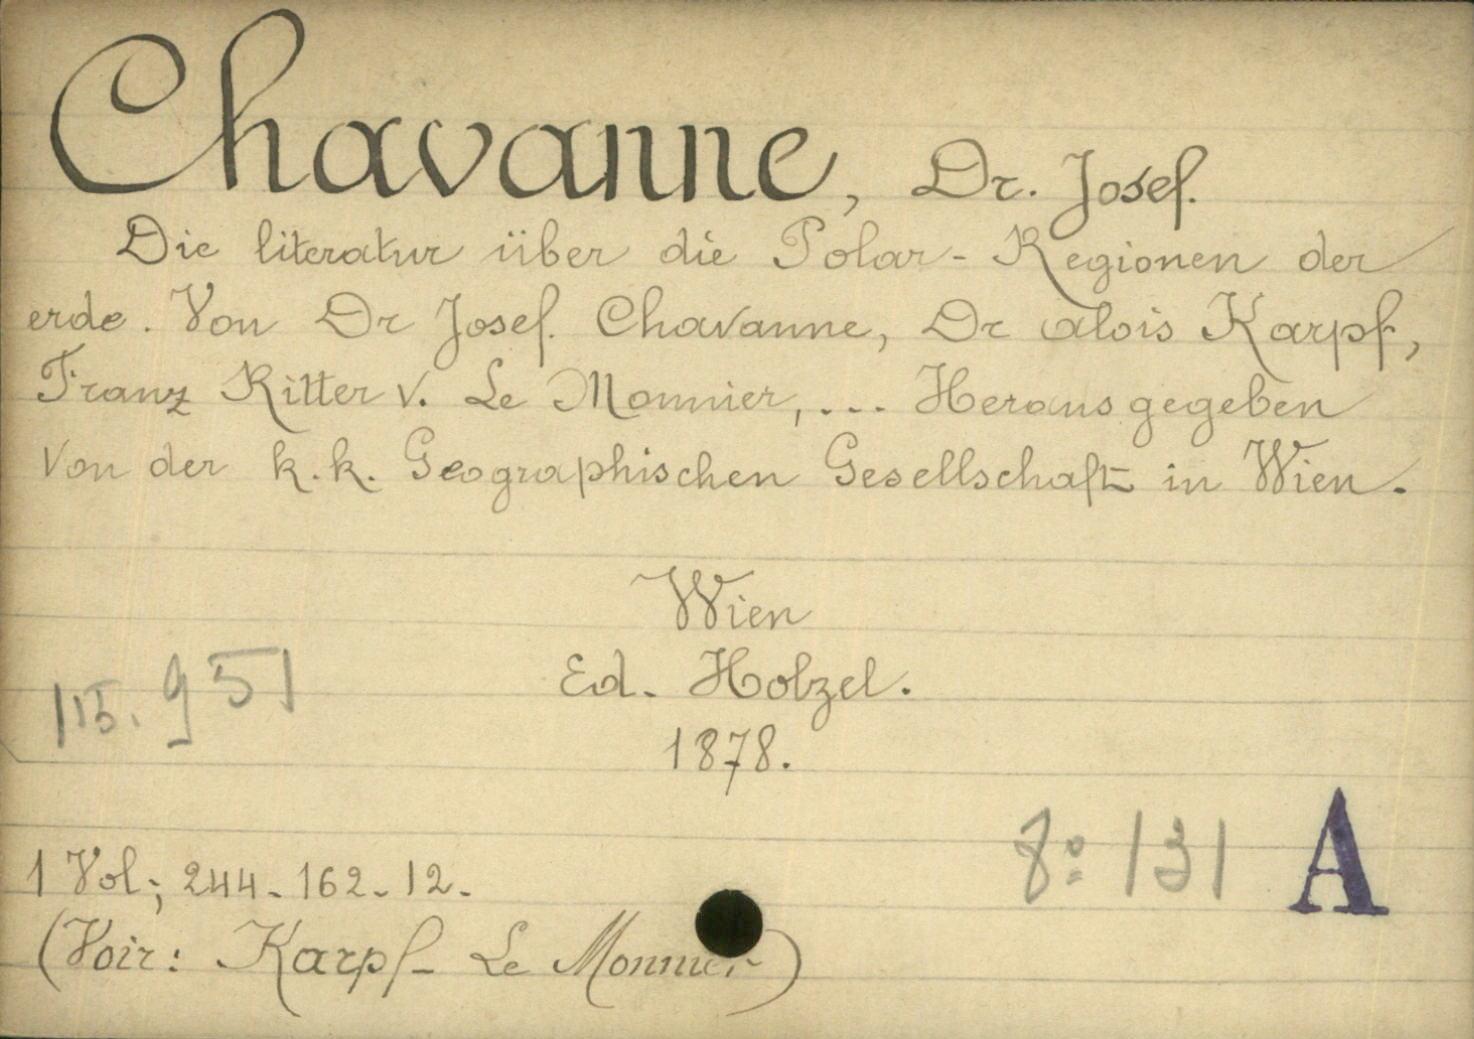 Chavanne, Dr. Josef.
Die literatur über die Polar-Regionen der
erde. Von Dr Josef. Chavanne, Dr alois Karpf,
Franz Ritter v. Le Monnier, ... Herausgegeben
Von der k.k. Geographischen Gesellschaft in Wien.
Wien
Ed. Holzel.
115.951
1878.
8º 131 A
1 Vol; 244-162-12-
(Voir: Karpf- Le Monnier)